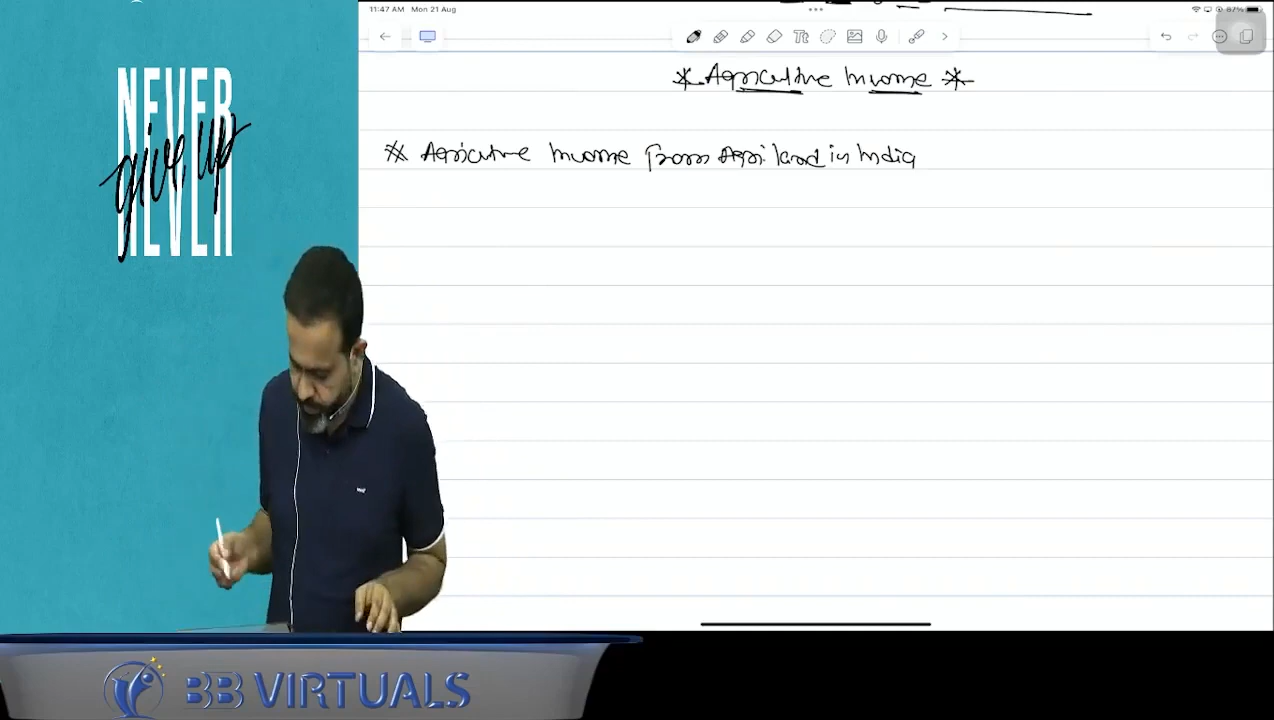 11:47 AM Mon 21 Aug
87%
* Agriculture Income *
* Agriculture Income from Agri land in India
NEVER
give up
NEVER
BB VIRTUALS